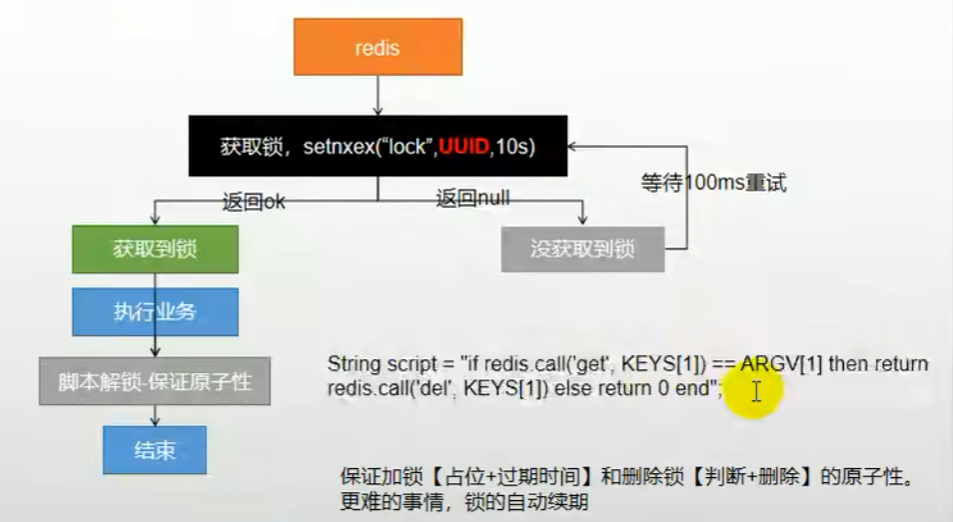 redis
获取锁，setnxex(“lock”,UUID,10s)
等待100ms重试
返回ok
返回null
获取到锁
没获取到锁
执行业务
脚本解锁-保证原子性
结束
String script = "if redis.call('get', KEYS[1]) == ARGV[1] then return
redis.call('del', KEYS[1]) else return 0 end";
保证加锁【占位+过期时间】和删除锁【判断+删除】的原子性。
更难的事情，锁的自动续期